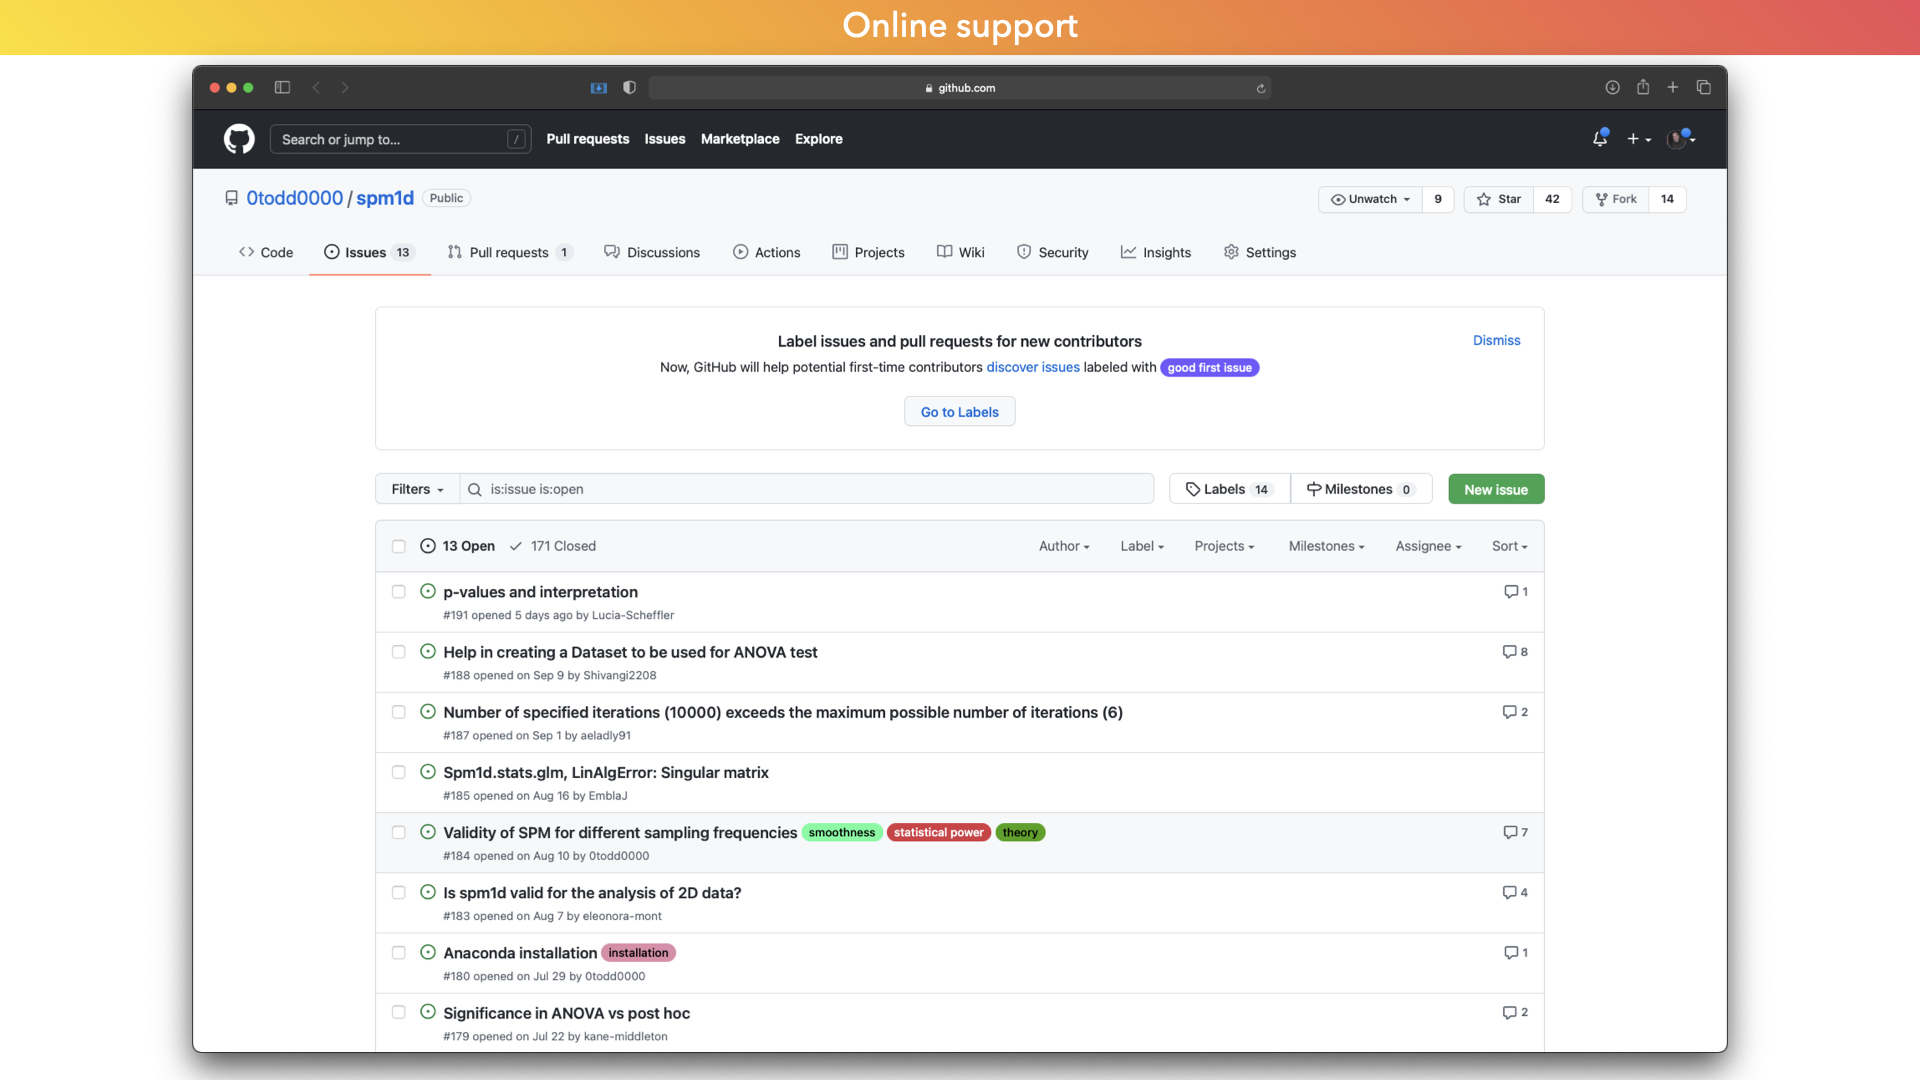 Online support
github.com
Search or jump to... /
Pull requests Issues Marketplace Explore
0todd0000 / spm1d Public
Unwatch 9 Star 42 Fork 14
Code Issues 13 Pull requests 1 Discussions Actions Projects Wiki Security Insights Settings
Label issues and pull requests for new contributors
Dismiss
Now, GitHub will help potential first-time contributors discover issues labeled with good first issue
Go to Labels
Filters is:issue is:open Labels 14 Milestones 0 New issue
13 Open 171 Closed Author Label Projects Milestones Assignee Sort
p-values and interpretation 1
#191 opened 5 days ago by Lucia-Scheffler
Help in creating a Dataset to be used for ANOVA test 8
#188 opened on Sep 9 by Shivangi2208
Number of specified iterations (10000) exceeds the maximum possible number of iterations (6) 2
#187 opened on Sep 1 by aeladly91
Spm1d.stats.glm, LinAlgError: Singular matrix
#185 opened on Aug 16 by EmblaJ
Validity of SPM for different sampling frequencies smoothness statistical power theory 7
#184 opened on Aug 10 by 0todd0000
Is spm1d valid for the analysis of 2D data? 4
#183 opened on Aug 7 by eleonora-mont
Anaconda installation installation 1
#180 opened on Jul 29 by 0todd0000
Significance in ANOVA vs post hoc 2
#179 opened on Jul 22 by kane-middleton